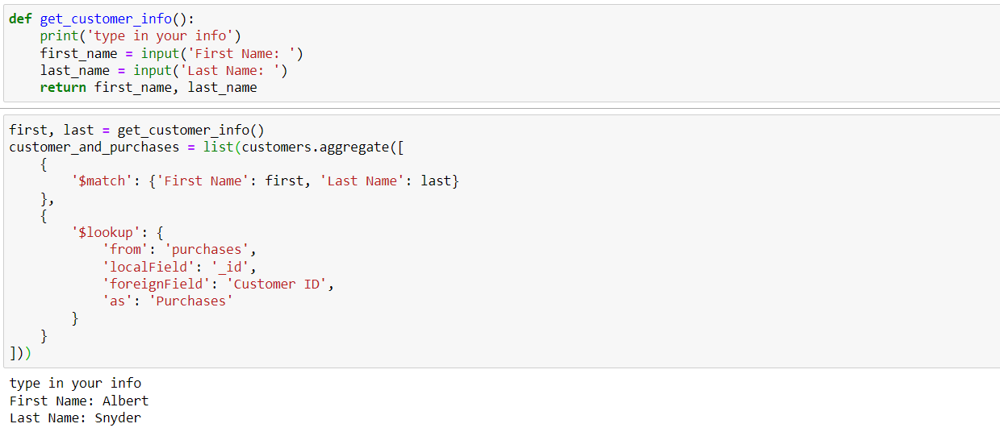 def get_customer_info():
    print('type in your info')
    first_name = input('First Name: ')
    last_name = input('Last Name: ')
    return first_name, last_name
first, last = get_customer_info()
customer_and_purchases = list(customers.aggregate([
    {
        '$match': {'First Name': first, 'Last Name': last}
    },
    {
        '$lookup': {
            'from': 'purchases',
            'localField': '_id',
            'foreignField': 'Customer ID',
            'as': 'Purchases'
        }
    }
]))
type in your info
First Name: Albert
Last Name: Snyder